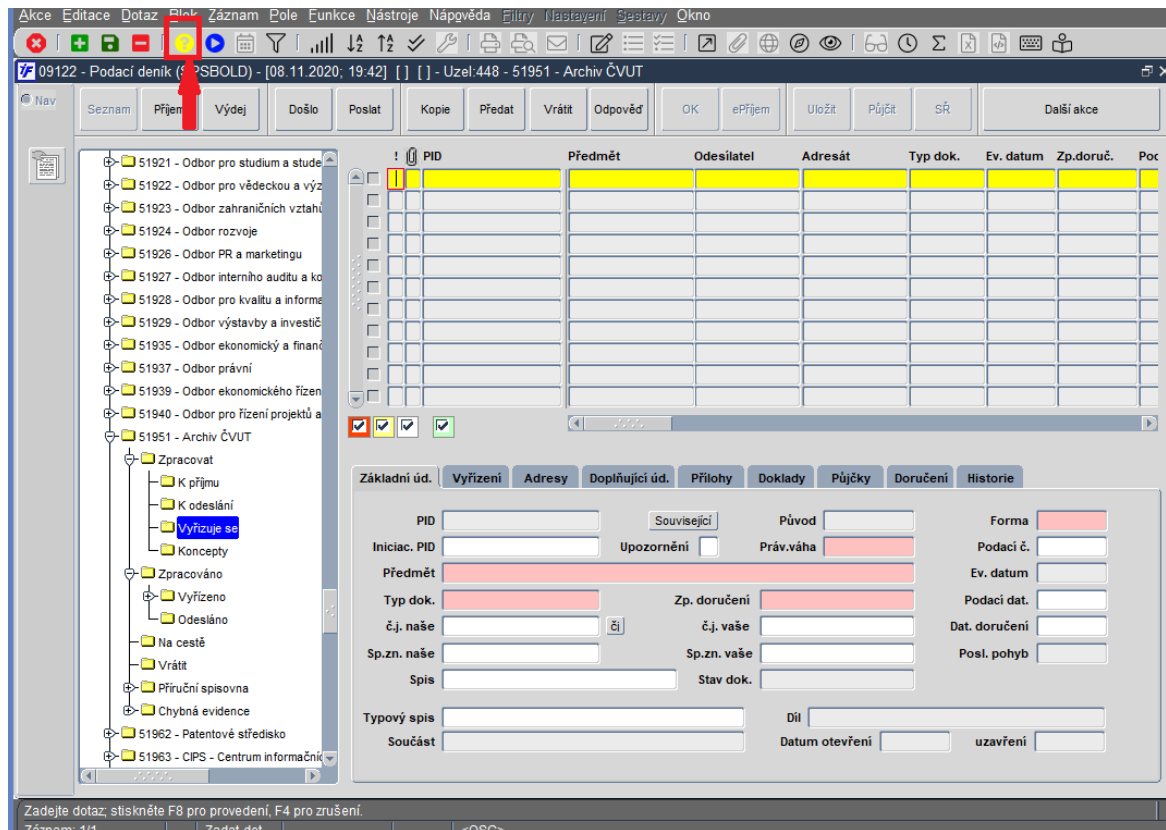 Akce Editace Dotaz Blok Záznam Pole Funkce Nástroje Nápověda Filtry Nastavení Sestavy Okno
09122 - Podací deník (SIPSBOLD) - [08.11.2020; 19:42] [ ] [ ] - Uzel:448 - 51951 - Archiv ČVUT
Nav
Seznam Příjem Výdej Došlo Poslat Kopie Předat Vrátit Odpověď OK ePříjem Uložit Půjčit SŘ Další akce
! PID Předmět Odesilatel Adresát Typ dok. Ev. datum Zp.doruč. Pod
51921 - Odbor pro studium a stude
51922 - Odbor pro vědeckou a výz
51923 - Odbor zahraničních vztahů
51924 - Odbor rozvoje
51926 - Odbor PR a marketingu
51927 - Odbor interního auditu a ko
51928 - Odbor pro kvalitu a informa
51929 - Odbor výstavby a investič
51935 - Odbor ekonomický a finanč
51937 - Odbor právní
51939 - Odbor ekonomického řízen
51940 - Odbor pro řízení projektů a
51951 - Archiv ČVUT
Zpracovat
K příjmu
K odeslání
Vyřizuje se
Koncepty
Zpracováno
Vyřízeno
Odesláno
Na cestě
Vrátit
Příruční spisovna
Chybná evidence
51962 - Patentové středisko
51963 - CIPS - Centrum informačníc
Základní úd. Vyřízení Adresy Doplňující úd. Přílohy Doklady Půjčky Doručení Historie
PID Související Původ Forma
Iniciac. PID Upozornění Práv.váha Podací č.
Předmět Ev. datum
Typ dok. Zp. doručení Podací dat.
č.j. naše čj č.j. vaše Dat. doručení
Sp.zn. naše Sp.zn. vaše Posl. pohyb
Spis Stav dok.
Typový spis Díl
Součást Datum otevření uzavření
Zadejte dotaz; stiskněte F8 pro provedení, F4 pro zrušení.
Záznam: 1/1 Zadat dot. <OSC>